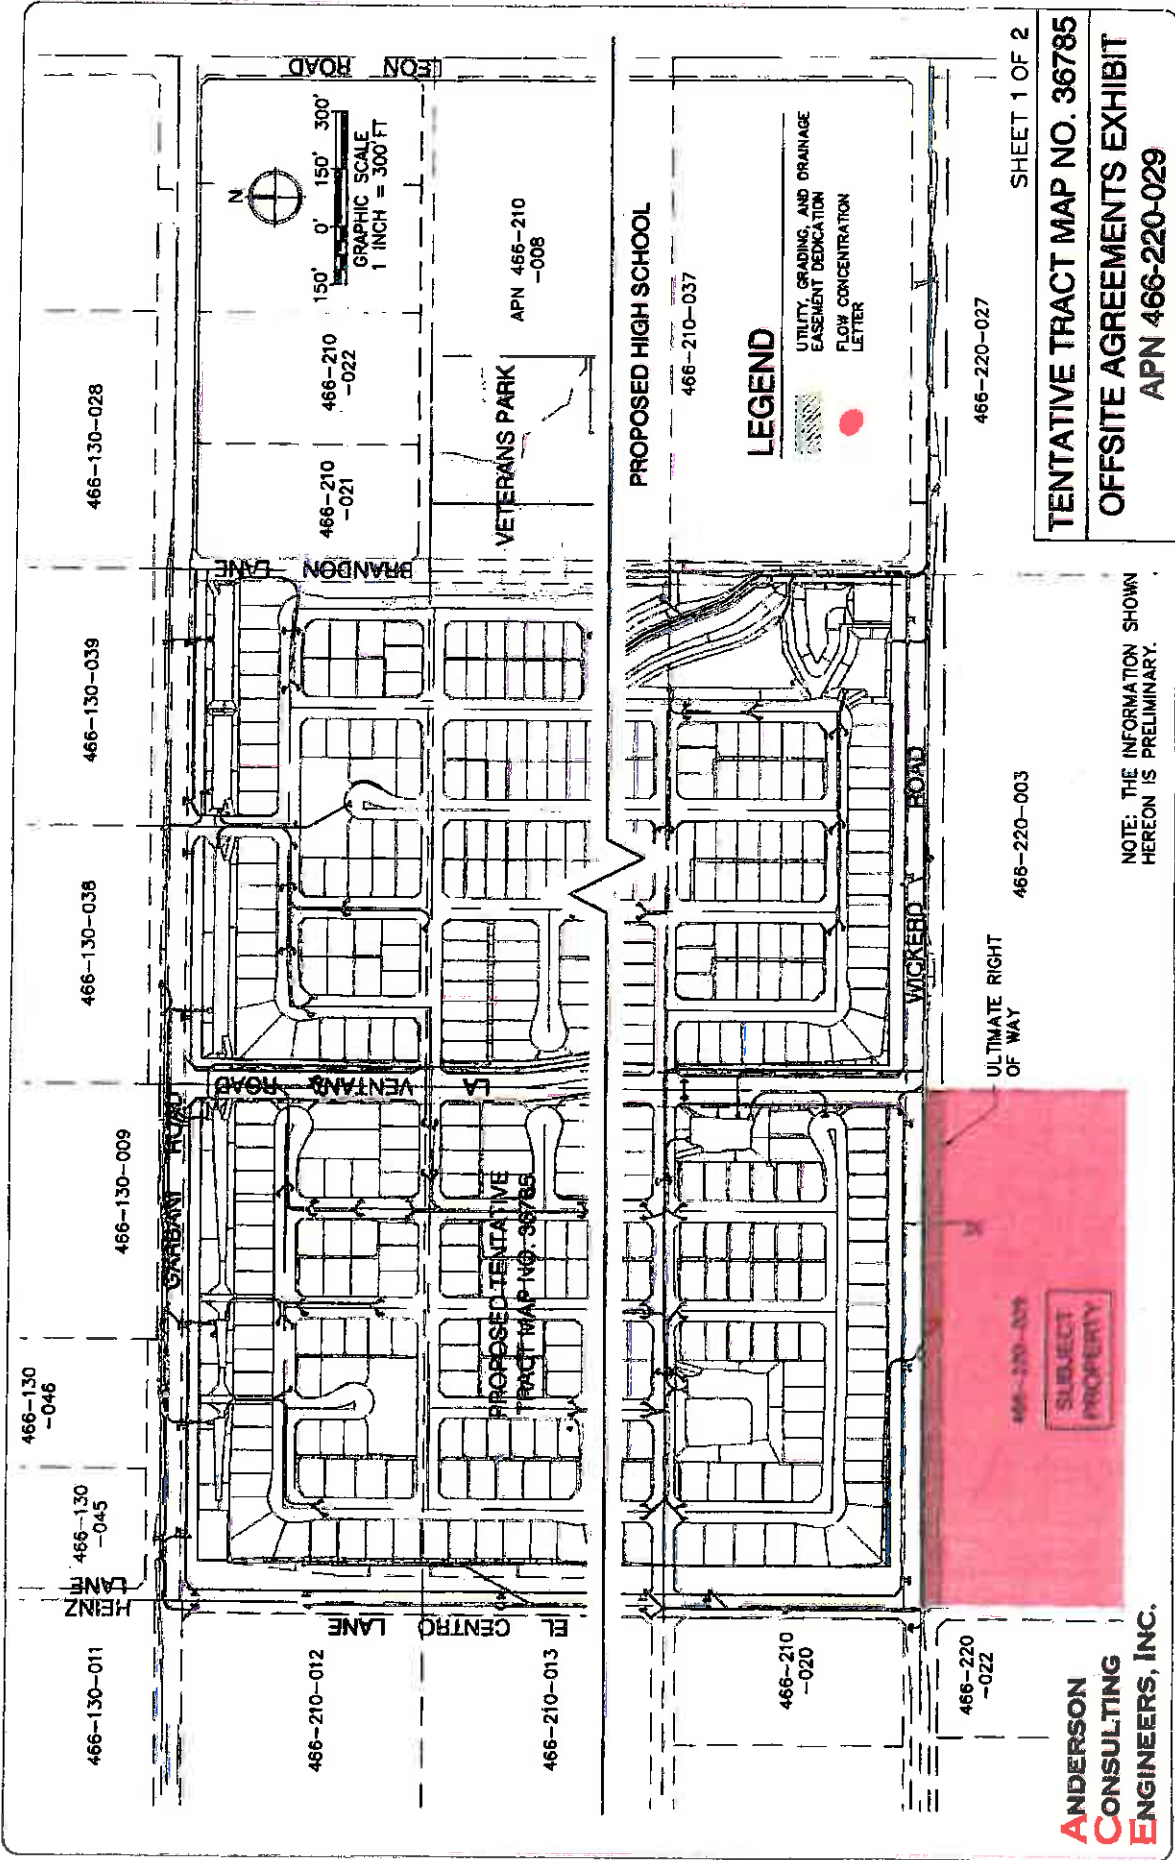 466-130-011
HEINZ
LANE
466-130
-045
466-130
-046
466-130-009
466-130-038
466-130-039
466-130-028
GARBANI ROAD
LEON ROAD
N
150' 0' 150' 300'
GRAPHIC SCALE
1 INCH = 300'FT
466-210-012
466-210-013
EL CENTRO LANE
LA VENTANA ROAD
BRANDON LANE
466-210
-021
466-210
-022
VETERANS PARK
APN 466-210
-008
PROPOSED TENTATIVE
TRACT MAP NO. 36785
PROPOSED HIGH SCHOOL
466-210-037
LEGEND
UTILITY, GRADING, AND DRAINAGE
EASEMENT DEDICATION
FLOW CONCENTRATION
LETTER
466-210
-020
466-220
-022
WICKERD ROAD
466-220-029
SUBJECT
PROPERTY
ULTIMATE RIGHT
OF WAY
466-220-003
466-220-027
NOTE: THE INFORMATION SHOWN
HEREON IS PRELIMINARY.
SHEET 1 OF 2
TENTATIVE TRACT MAP NO. 36785
OFFSITE AGREEMENTS EXHIBIT
APN 466-220-029
ANDERSON
CONSULTING
ENGINEERS, INC.